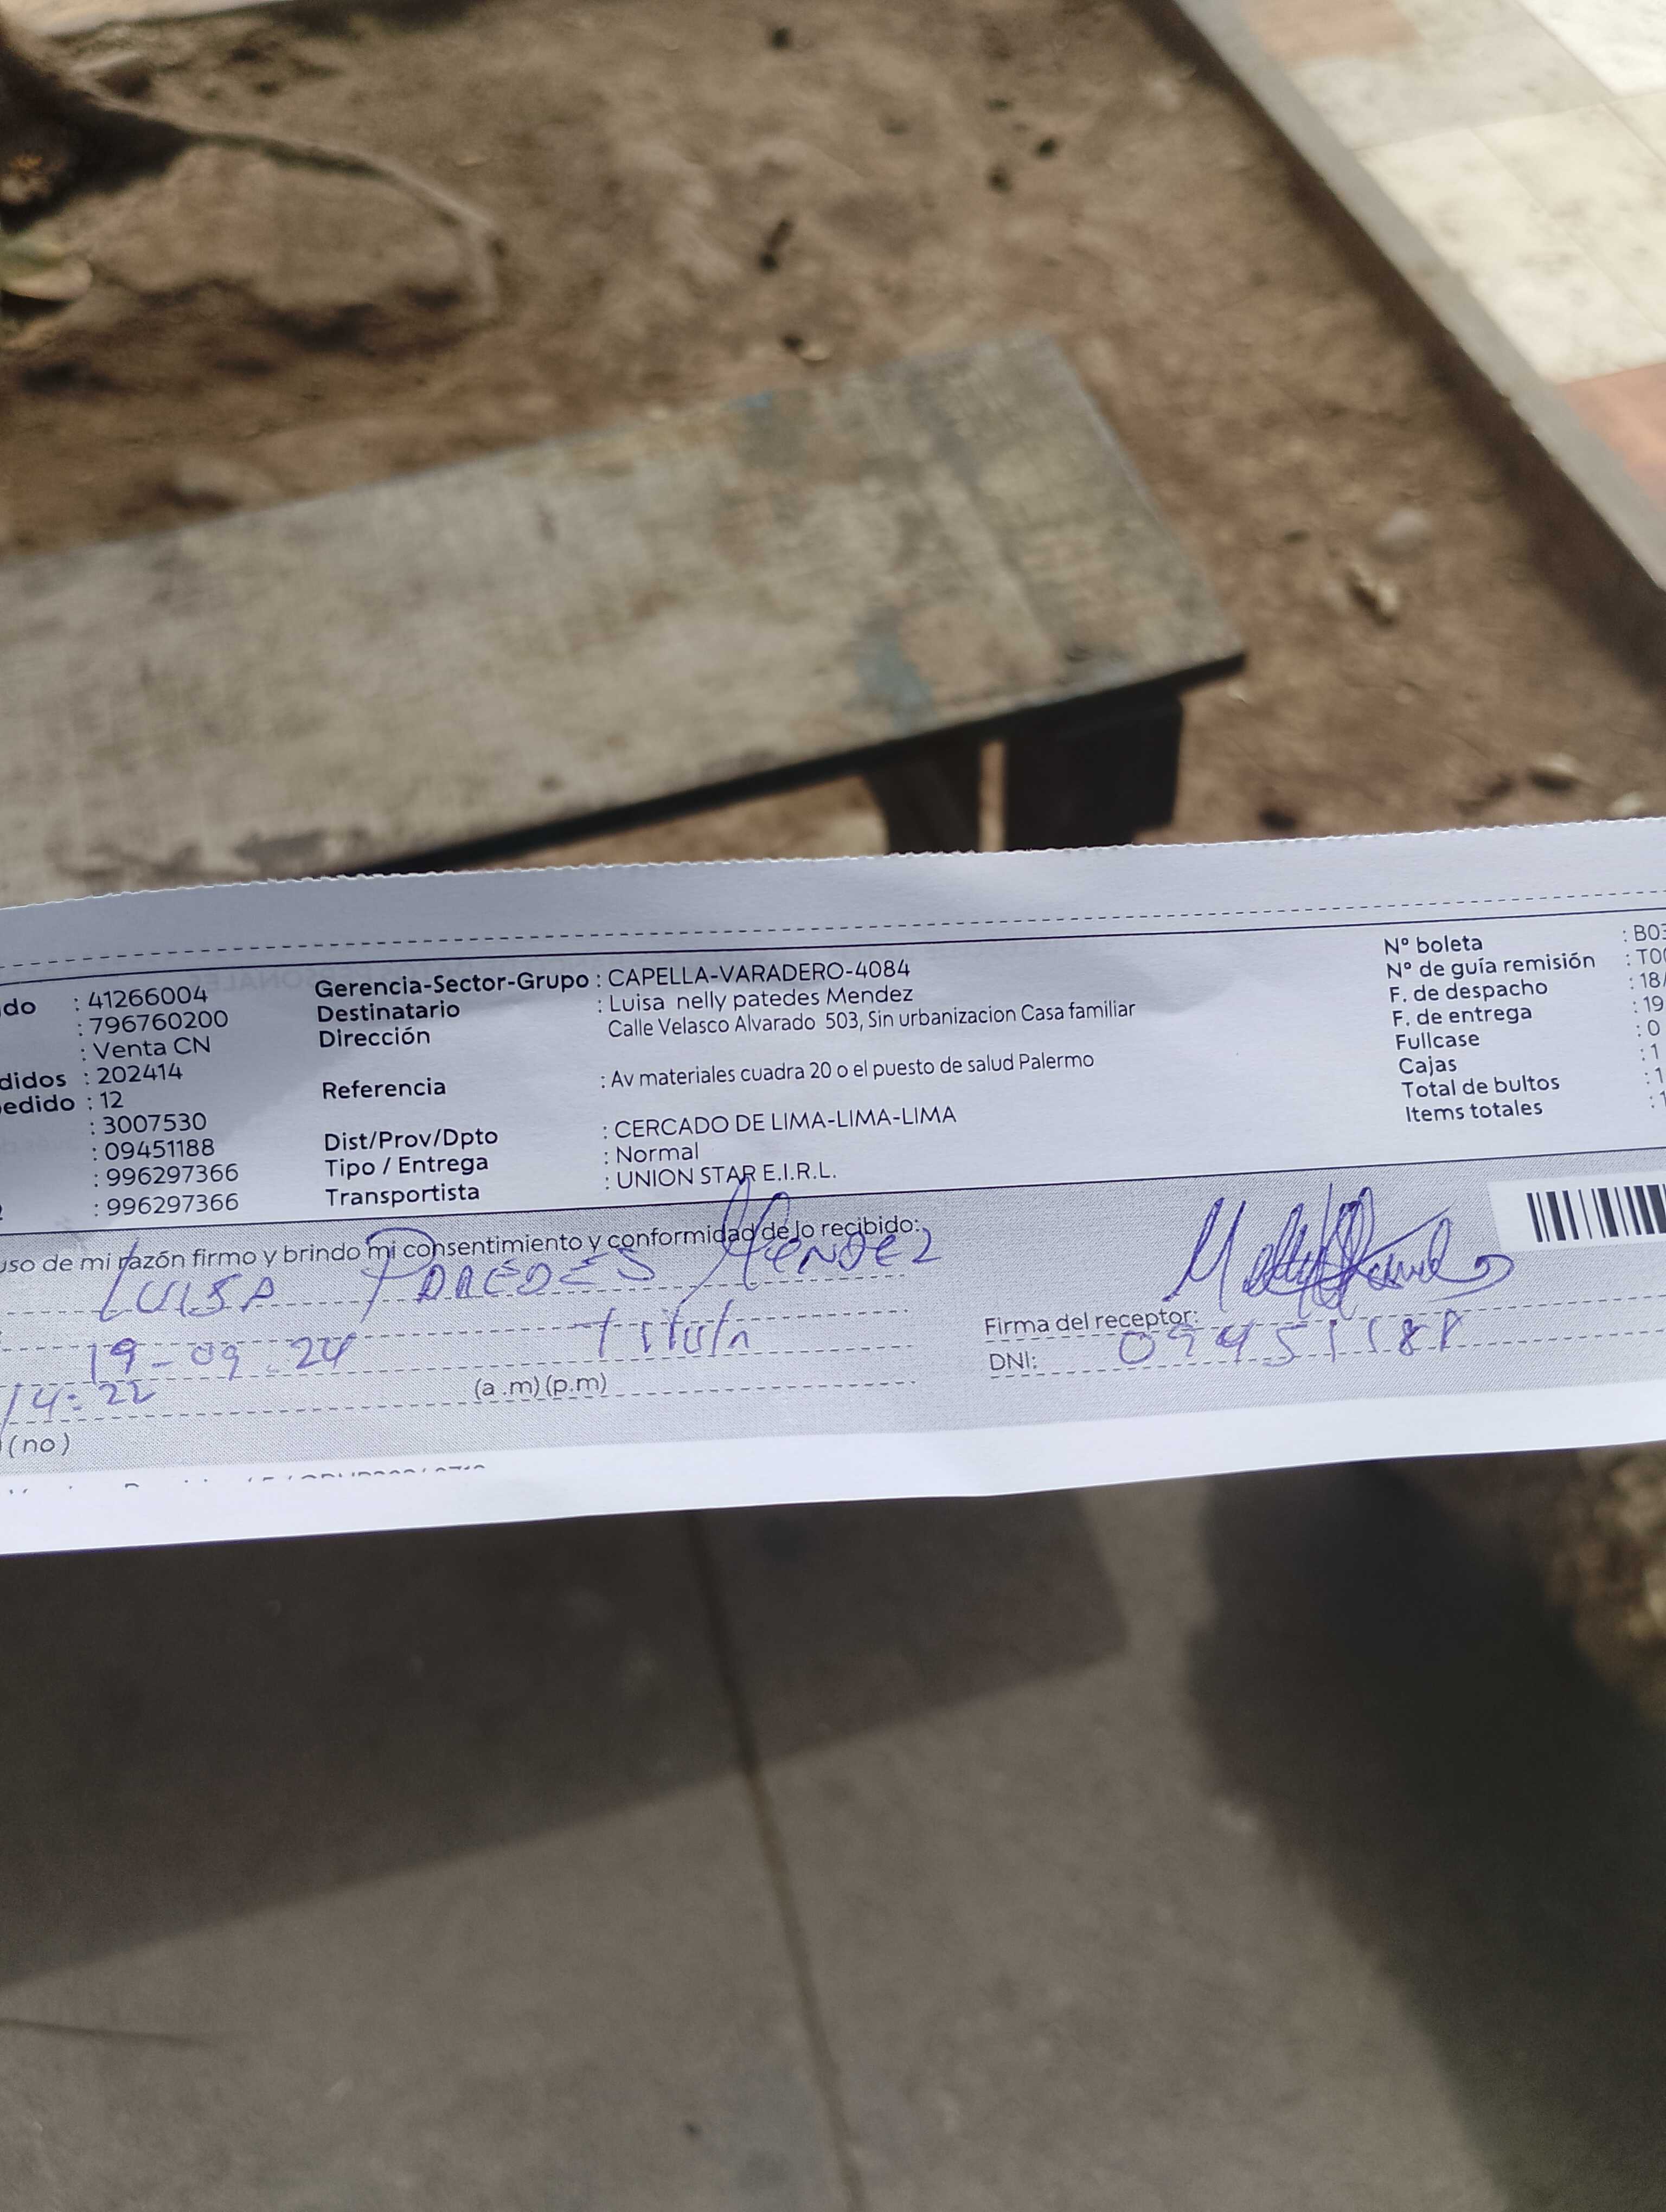 do : 41266004
: 796760200
: Venta CN
didos : 202414
edido : 12
: 3007530
: 09451188
: 996297366
: 996297366
Gerencia-Sector-Grupo : CAPELLA-VARADERO-4084
Destinatario : Luisa nelly patedes Mendez
Dirección Calle Velasco Alvarado 503, Sin urbanizacion Casa familiar
Referencia : Av materiales cuadra 20 o el puesto de salud Palermo
Dist/Prov/Dpto : CERCADO DE LIMA-LIMA-LIMA
Tipo / Entrega : Normal
Transportista : UNION STAR E.I.R.L.
Nº boleta : B03
Nº de guía remisión : T00
F. de despacho : 18/
F. de entrega : 19
Fullcase : 0
Cajas : 1
Total de bultos : 1
Items totales : 1
uso de mi razón firmo y brindo mi consentimiento y conformidad de lo recibido:
LUISA PAREDES MENDEZ
19-09-24 Titular
14:22 (a.m)(p.m)
(no)
Firma del receptor:
DNI: 09451188